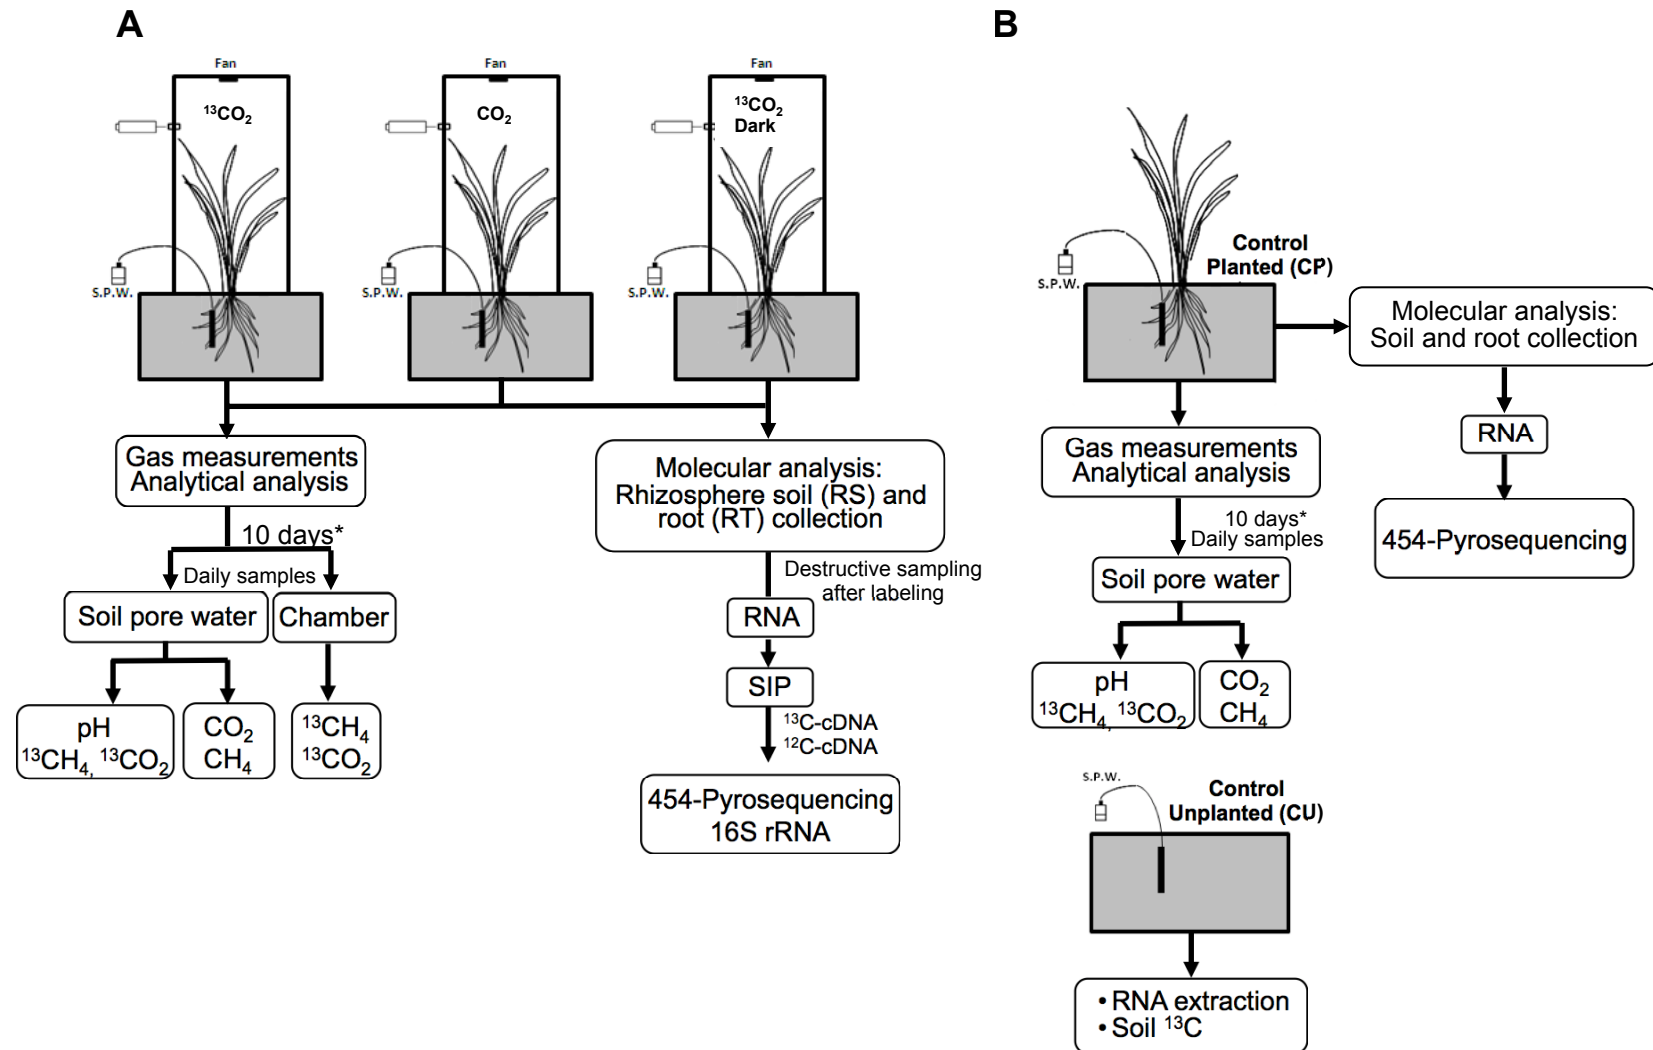 A
Fan
¹³CO₂
S.P.W.
Fan
CO₂
S.P.W.
Fan
¹³CO₂
Dark
S.P.W.
Gas measurements
Analytical analysis
10 days*
Daily samples
Soil pore water
Chamber
pH
¹³CH₄, ¹³CO₂
CO₂
CH₄
¹³CH₄
¹³CO₂
Molecular analysis:
Rhizosphere soil (RS) and
root (RT) collection
Destructive sampling
after labeling
RNA
SIP
¹³C-cDNA
¹²C-cDNA
454-Pyrosequencing
16S rRNA
B
Control
Planted (CP)
S.P.W.
Molecular analysis:
Soil and root collection
RNA
454-Pyrosequencing
Gas measurements
Analytical analysis
10 days*
Daily samples
Soil pore water
pH
¹³CH₄, ¹³CO₂
CO₂
CH₄
S.P.W.
Control
Unplanted (CU)
• RNA extraction
• Soil ¹³C